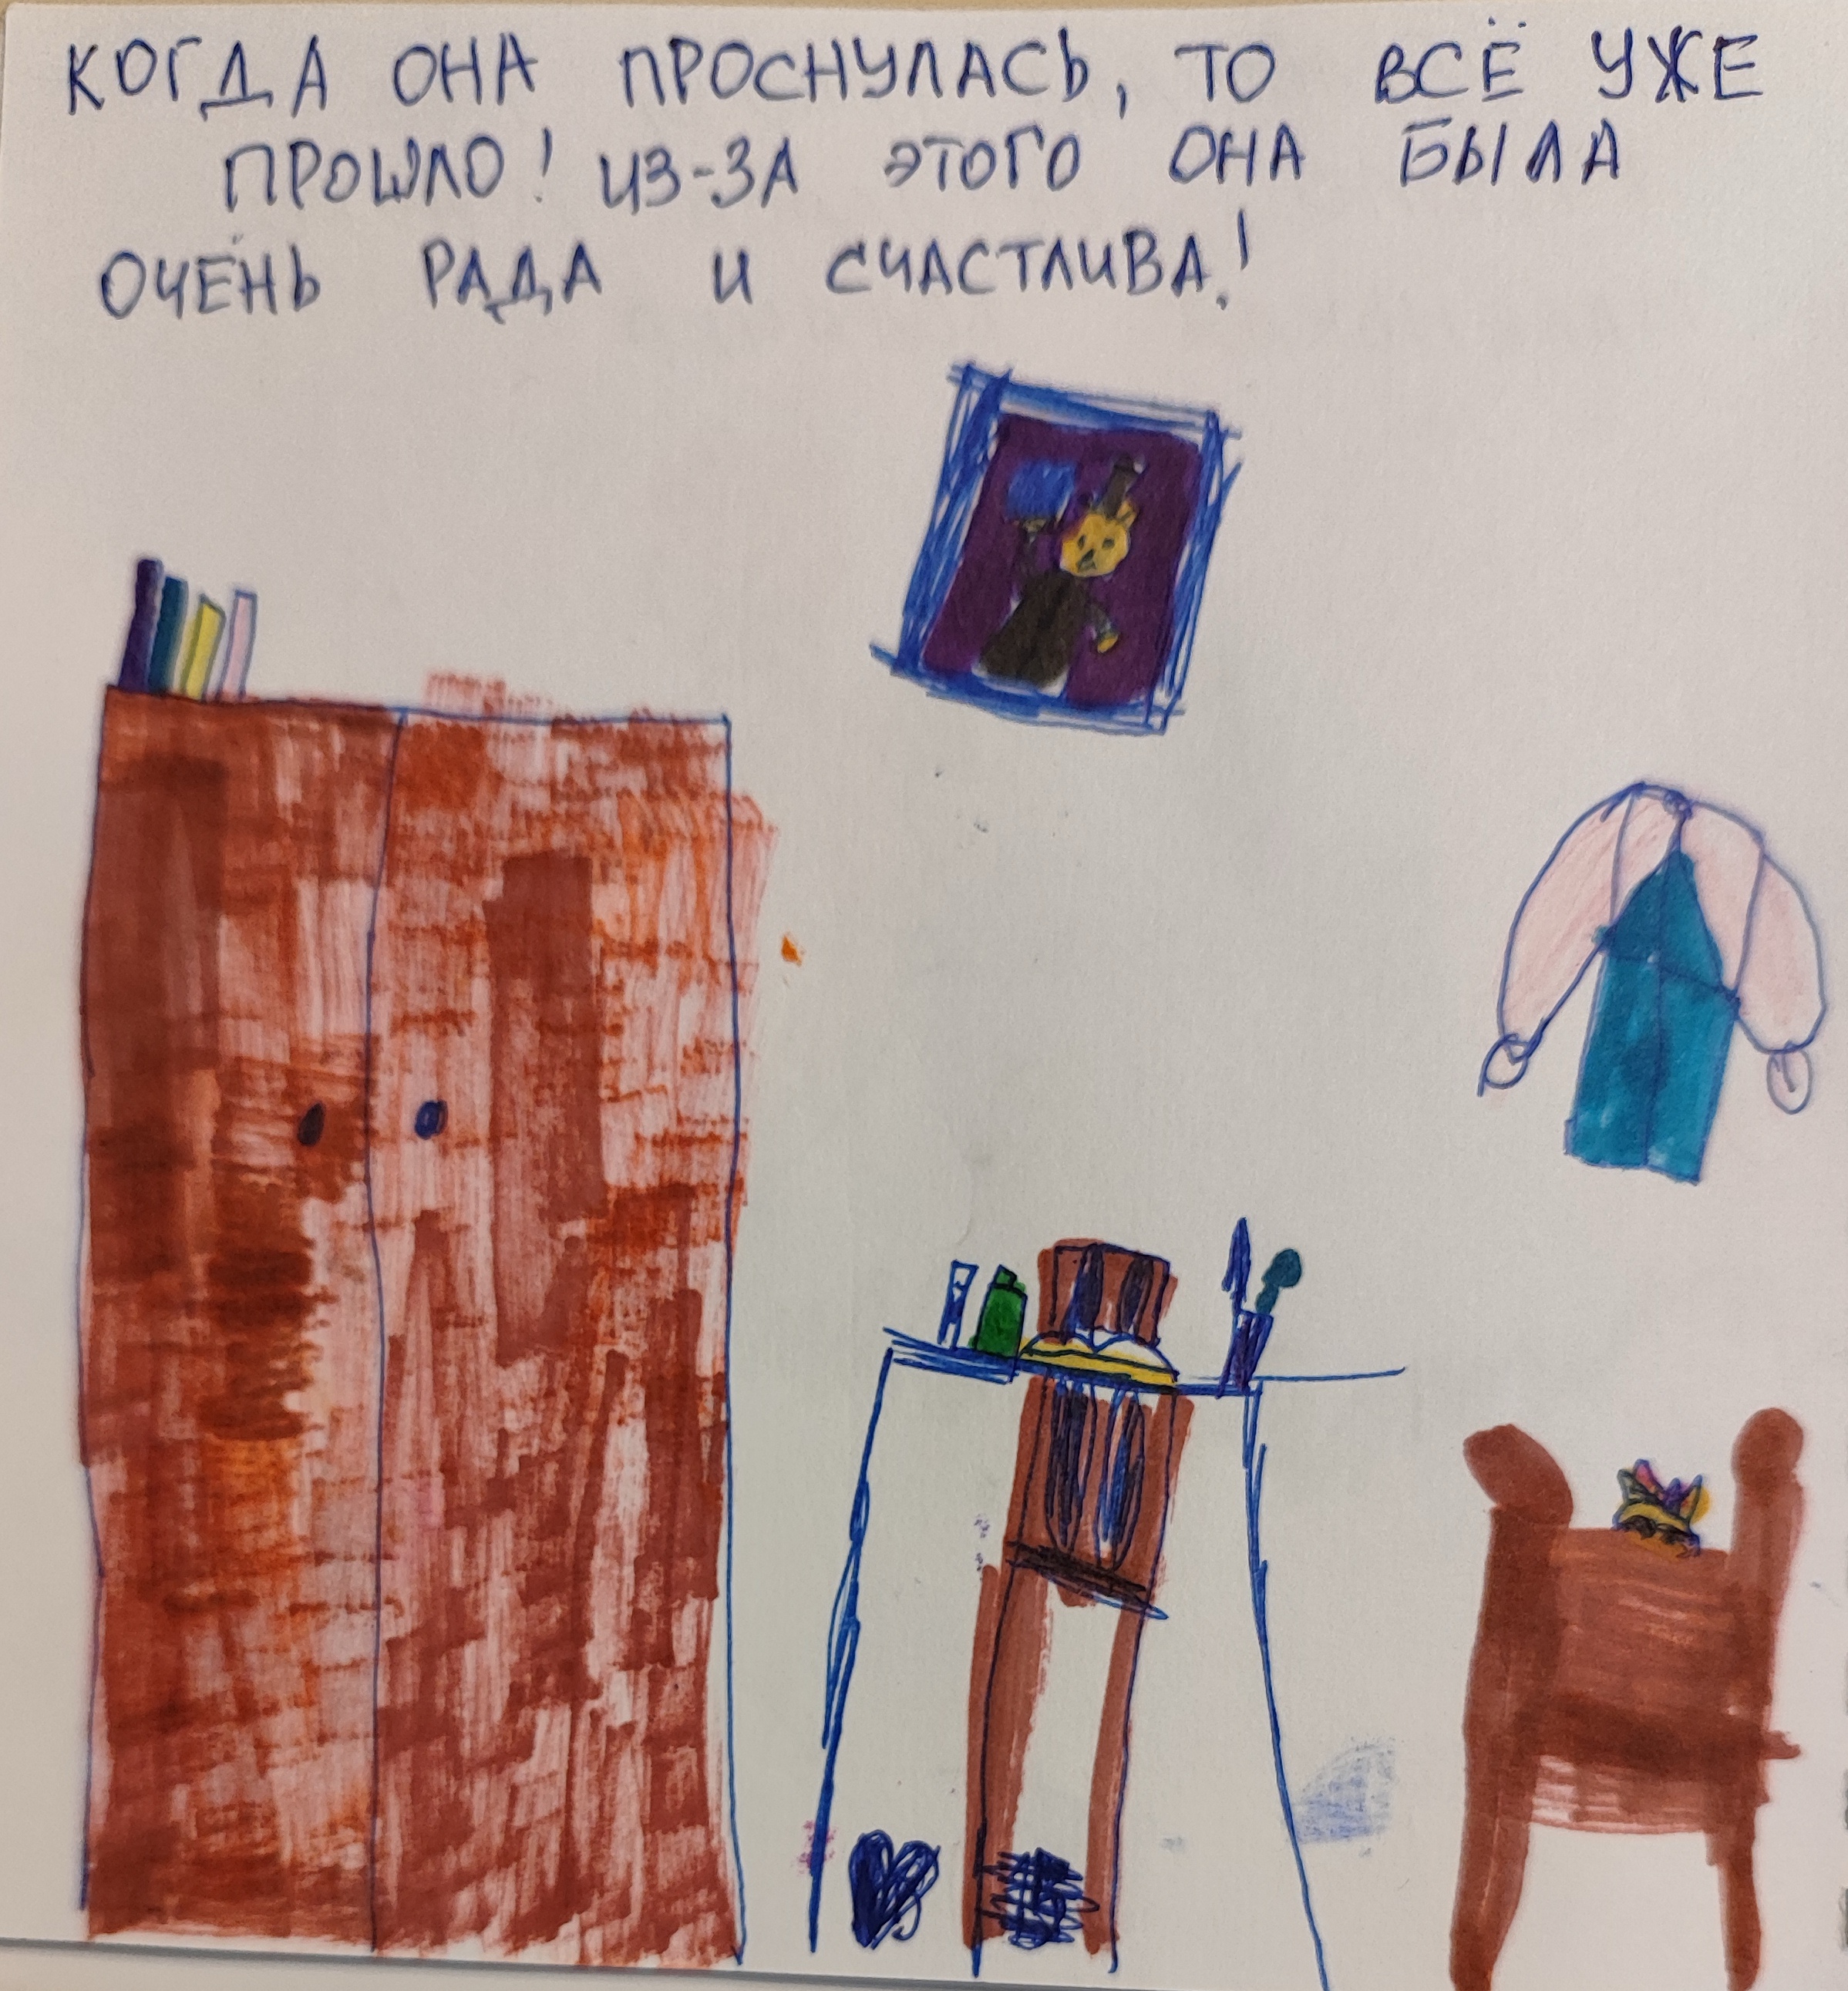 КОГДА ОНА ПРОСНУЛАСЬ, ТО ВСЁ УЖЕ
ПРОШЛО! ИЗ-ЗА ЭТОГО ОНА БЫЛА
ОЧЕНЬ РАДА И СЧАСТЛИВА!